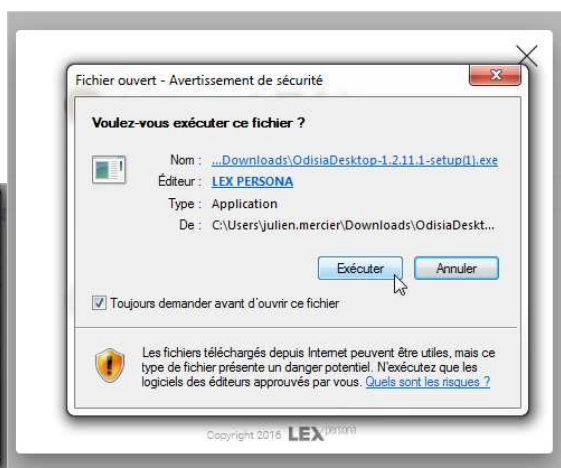 Fichier ouvert - Avertissement de sécurité
Voulez-vous exécuter ce fichier ?
Nom : ...Downloads\OdisiaDesktop-1.2.11.1-setup(1).exe
Éditeur : LEX PERSONA
Type : Application
De : C:\Users\julien.mercier\Downloads\OdisiaDeskt...
Exécuter Annuler
Toujours demander avant d'ouvrir ce fichier
Les fichiers téléchargés depuis Internet peuvent être utiles, mais ce
type de fichier présente un danger potentiel. N'exécutez que les
logiciels des éditeurs approuvés par vous. Quels sont les risques ?
Copyright 2016 LEX persona